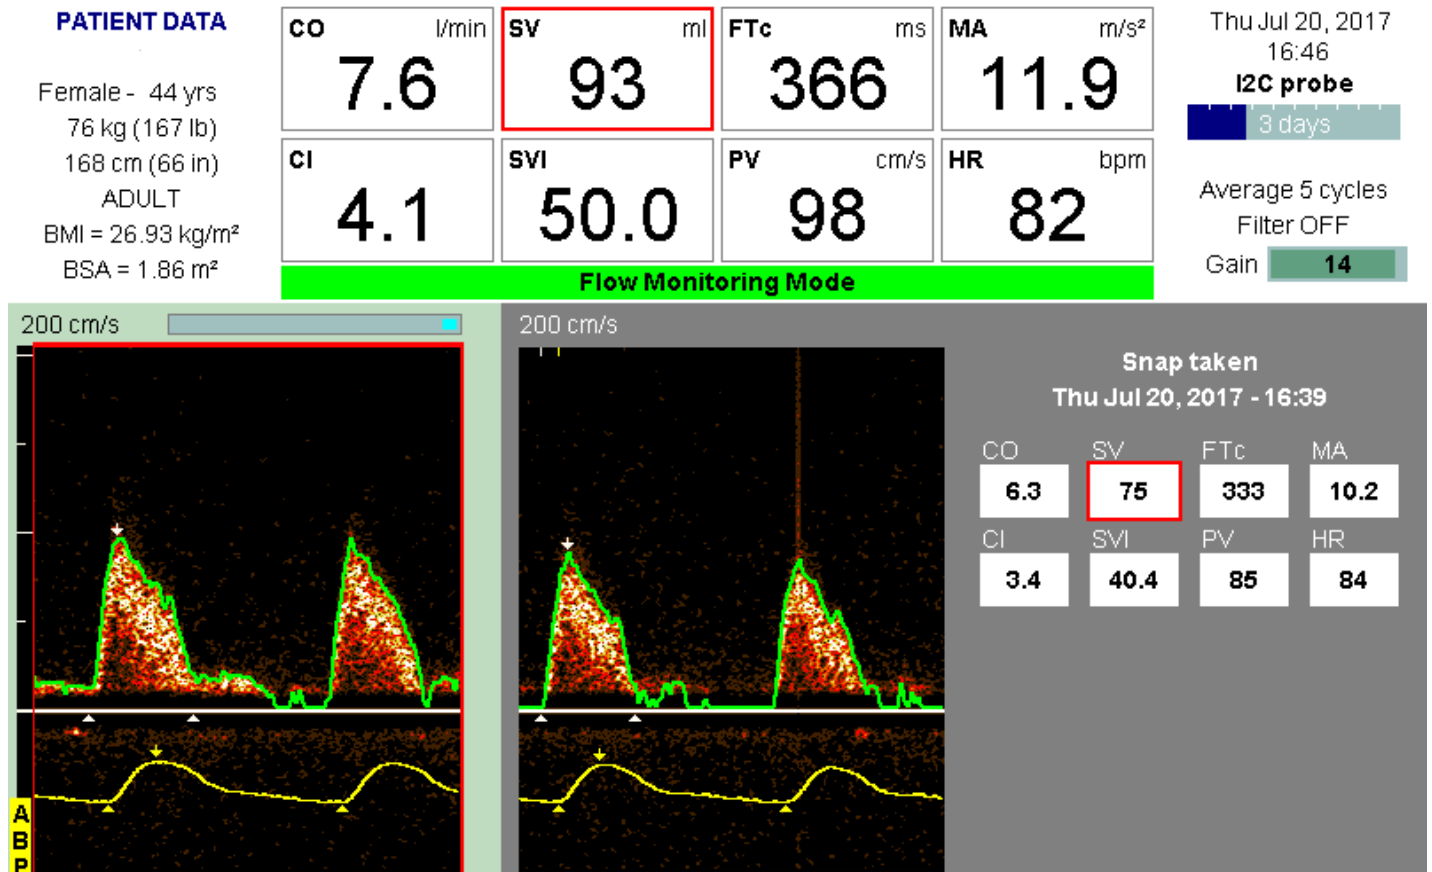 PATIENT DATA
Female - 44 yrs
76 kg (167 lb)
168 cm (66 in)
ADULT
BMI = 26.93 kg/m²
BSA = 1.86 m²
CO l/min
7.6
SV ml
93
FTc ms
366
MA m/s²
11.9
CI
4.1
SVI
50.0
PV cm/s
98
HR bpm
82
Flow Monitoring Mode
Thu Jul 20, 2017
16:46
I2C probe
3 days
Average 5 cycles
Filter OFF
Gain 14
200 cm/s
ABP
200 cm/s
Snap taken
Thu Jul 20, 2017 - 16:39
CO SV FTc MA
6.3 75 333 10.2
CI SVI PV HR
3.4 40.4 85 84